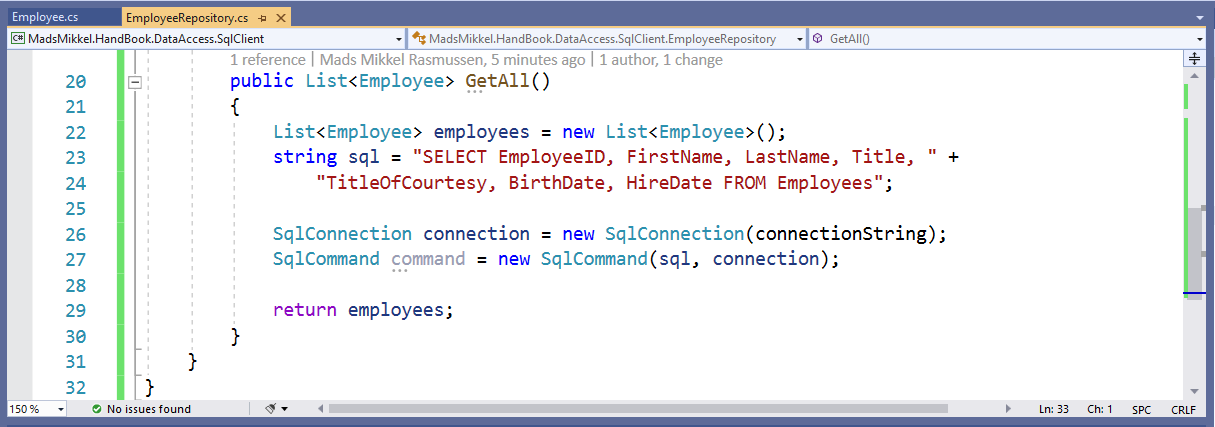 Employee.cs
EmployeeRepository.cs
MadsMikkel.HandBook.DataAccess.SqlClient MadsMikkel.HandBook.DataAccess.SqlClient.EmployeeRepository GetAll()
1 reference | Mads Mikkel Rasmussen, 5 minutes ago | 1 author, 1 change
20 public List<Employee> GetAll()
21 {
22 List<Employee> employees = new List<Employee>();
23 string sql = "SELECT EmployeeID, FirstName, LastName, Title, " +
24 "TitleOfCourtesy, BirthDate, HireDate FROM Employees";
25
26 SqlConnection connection = new SqlConnection(connectionString);
27 SqlCommand command = new SqlCommand(sql, connection);
28
29 return employees;
30 }
31 }
32 }
150 % No issues found Ln: 33 Ch: 1 SPC CRLF